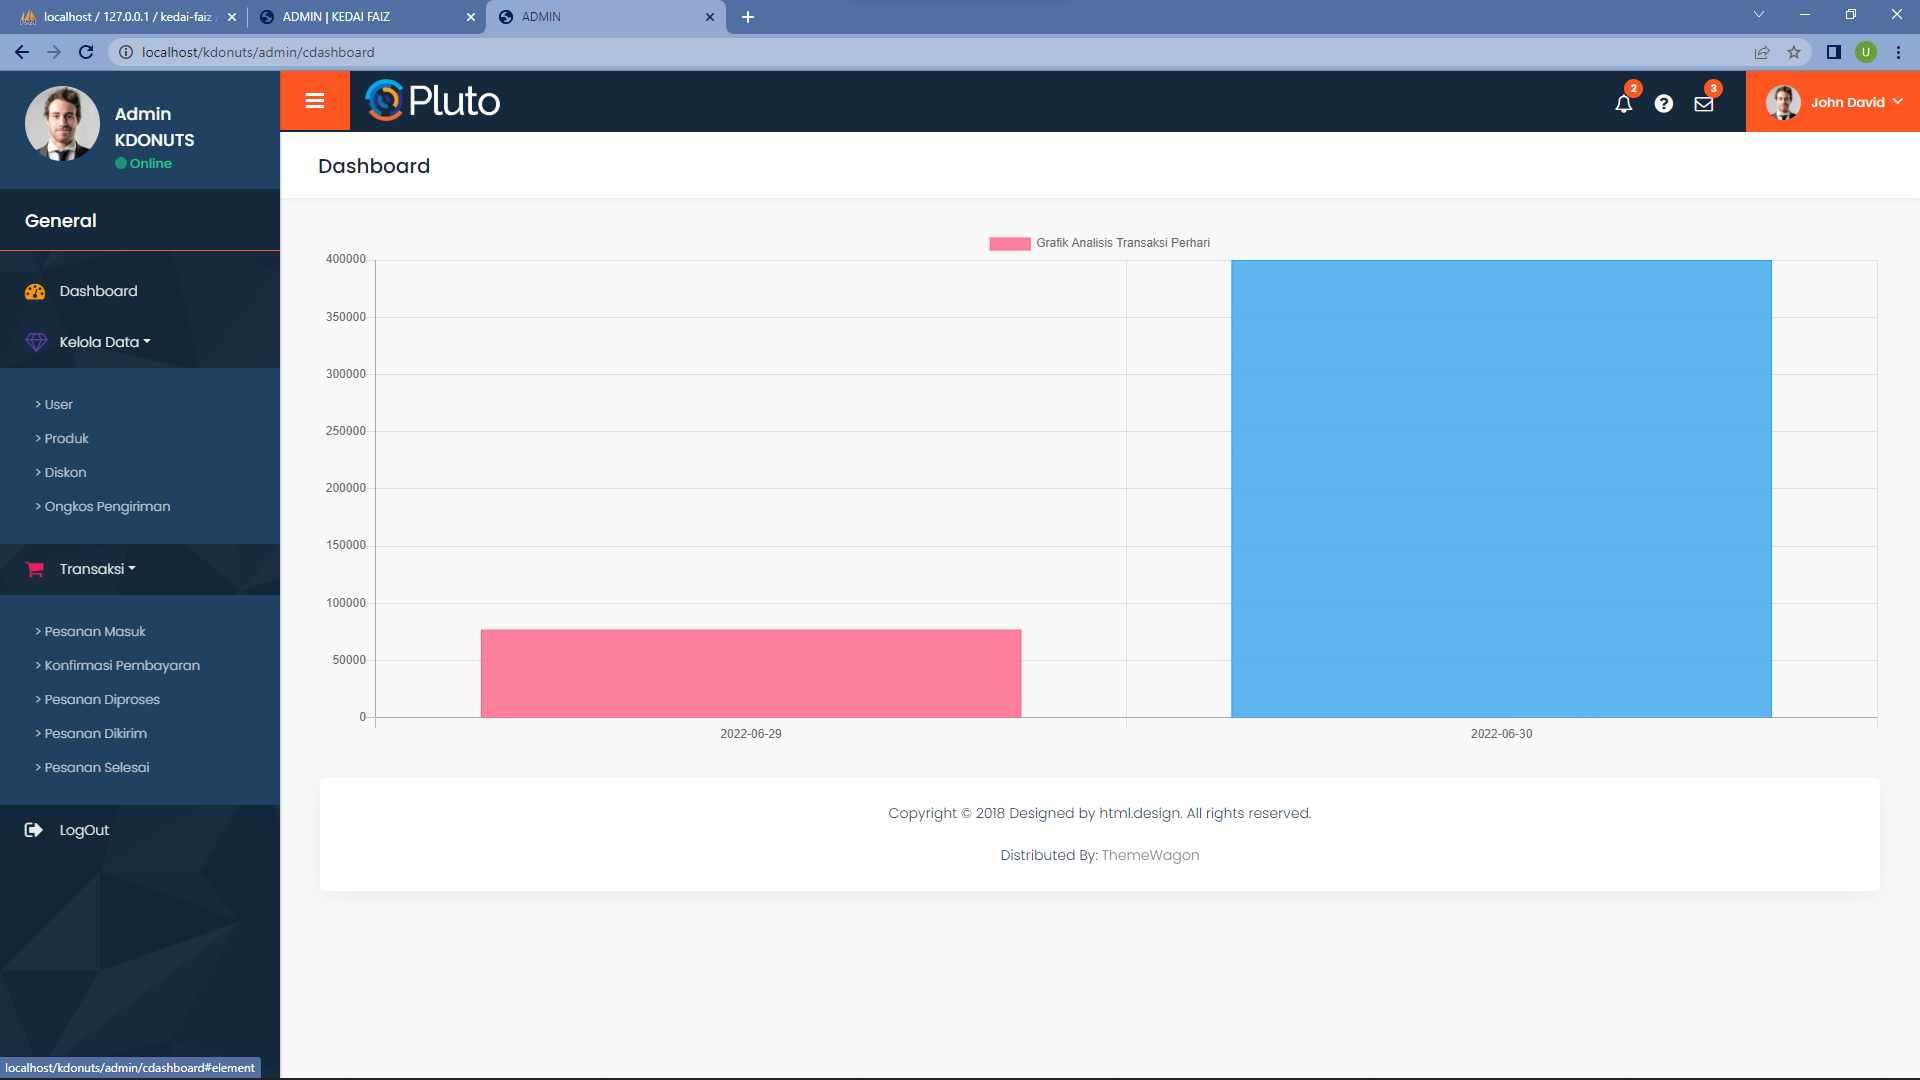 localhost / 127.0.0.1 / kedai-faiz
ADMIN | KEDAI FAIZ
ADMIN
localhost/kdonuts/admin/cdashboard
U
Admin
KDONUTS
Online
Pluto
2
?
3
John David
General
Dashboard
Dashboard
Kelola Data
> User
> Produk
> Diskon
> Ongkos Pengiriman
Transaksi
> Pesanan Masuk
> Konfirmasi Pembayaran
> Pesanan Diproses
> Pesanan Dikirim
> Pesanan Selesai
LogOut
Grafik Analisis Transaksi Perhari
400000
350000
300000
250000
200000
150000
100000
50000
0
2022-06-29
2022-06-30
Copyright © 2018 Designed by html.design. All rights reserved.
Distributed By: ThemeWagon
localhost/kdonuts/admin/cdashboard#element